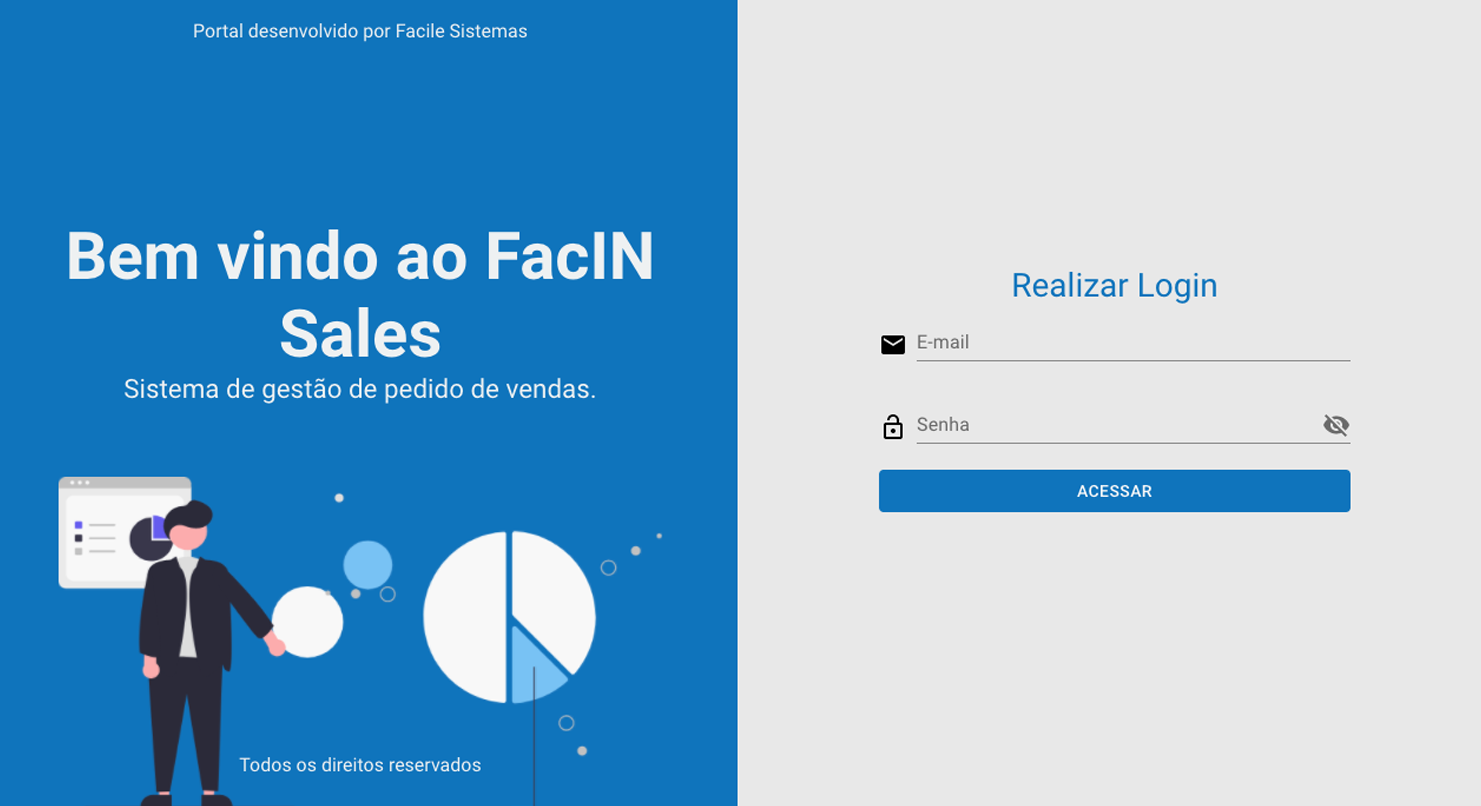 Portal desenvolvido por Facile Sistemas
Bem vindo ao FacIN
Sales
Sistema de gestão de pedido de vendas.
Todos os direitos reservados
Realizar Login
E-mail
Senha
ACESSAR